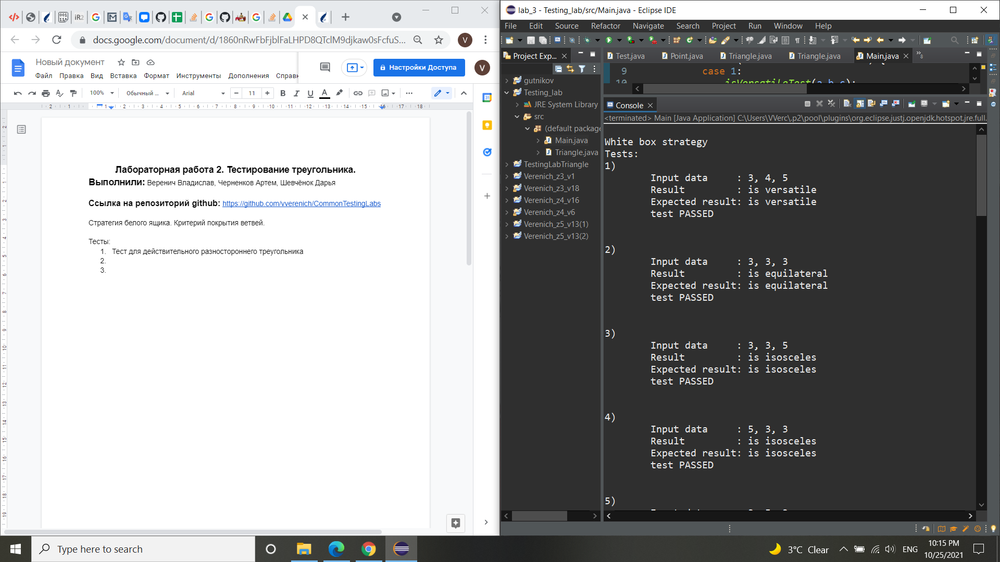 docs.google.com/document/d/1860nRwFbFjblFaLHPD8QTclM9djkaw0sFcfuS...
V
Новый документ
Файл Правка Вид Вставка Формат Инструменты Дополнения Справк
Настройки Доступа
V
100% Обычный ... Arial 11
Лабораторная работа 2. Тестирование треугольника.
Выполнили: Веренич Владислав, Черненков Артем, Шевчёнок Дарья
Ссылка на репозиторий github: https://github.com/vverenich/CommonTestingLabs
Стратегия белого ящика. Критерий покрытия ветвей.
Тесты:
1. Тест для действительного разностороннего треугольника
2.
3.
lab_3 - Testing_lab/src/Main.java - Eclipse IDE
File Edit Source Refactor Navigate Search Project Run Window Help
Project Exp...
gutnikov
Testing_lab
JRE System Library
src
(default package
Main.java
Triangle.java
TestingLabTriangle
Verenich_z3_v1
Verenich_z3_v18
Verenich_z4_v16
Verenich_z4_v6
Verenich_z5_v13(1)
Verenich_z5_v13(2)
Test.java Point.java Triangle.java Triangle.java Main.java
9 case 1:
10 isVersatileTest(a,b,c);
Console
<terminated> Main [Java Application] C:\Users\VVerc\.p2\pool\plugins\org.eclipse.justj.openjdk.hotspot.jre.full.
White box strategy
Tests:
1)
Input data : 3, 4, 5
Result : is versatile
Expected result: is versatile
test PASSED
2)
Input data : 3, 3, 3
Result : is equilateral
Expected result: is equilateral
test PASSED
3)
Input data : 3, 3, 5
Result : is isosceles
Expected result: is isosceles
test PASSED
4)
Input data : 5, 3, 3
Result : is isosceles
Expected result: is isosceles
test PASSED
5)
Type here to search
3°C Clear
ENG
10:15 PM
10/25/2021